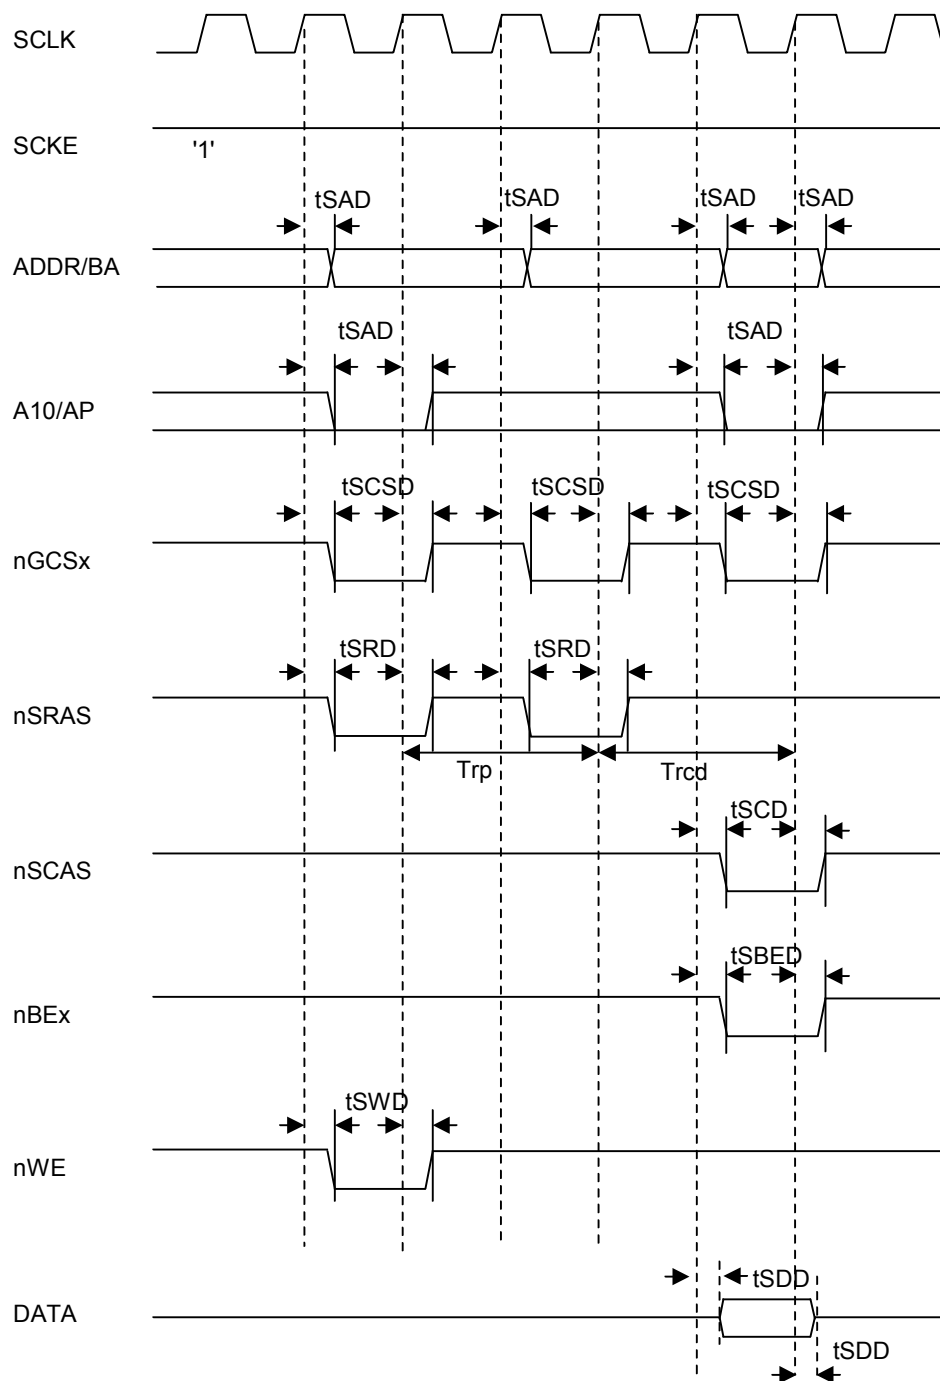 SCLK
SCKE
'1'
tSAD tSAD tSAD tSAD
ADDR/BA
tSAD tSAD
A10/AP
tSCSD tSCSD tSCSD
nGCSx
tSRD tSRD
nSRAS
Trp Trcd
tSCD
nSCAS
tSBED
nBEx
tSWD
nWE
tSDD
DATA
tSDD